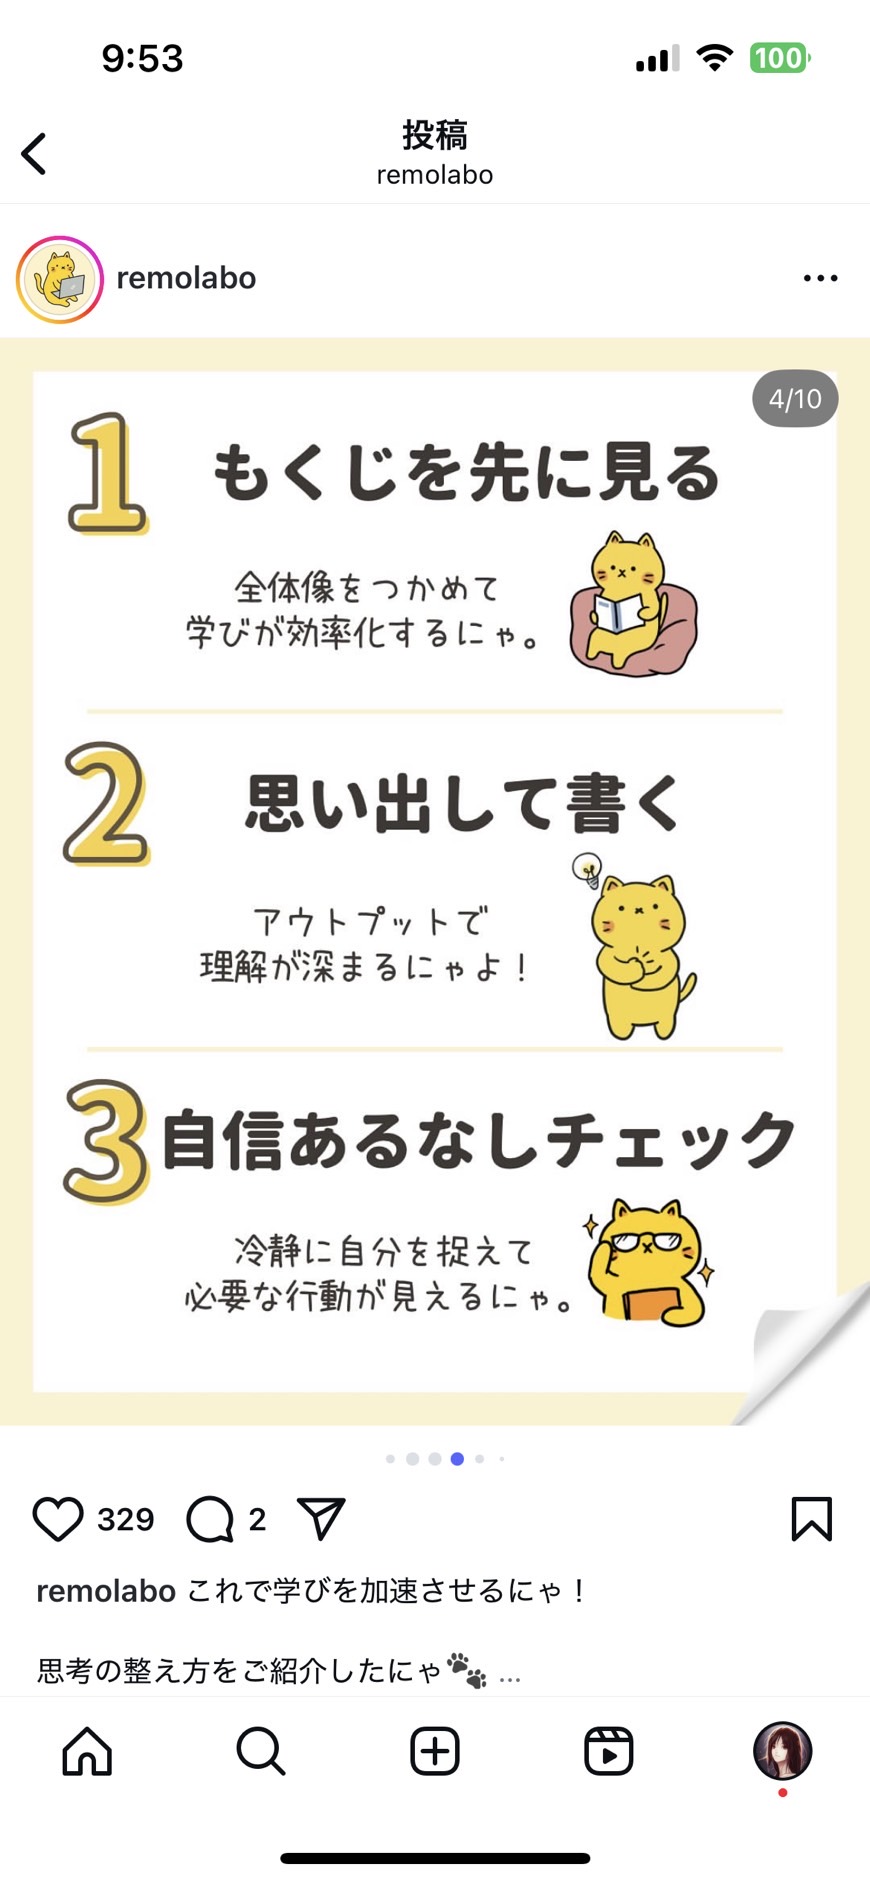 9:53
100
投稿
remolabo
remolabo
4/10
1 もくじを先に見る
全体像をつかめて
学びが効率化するにゃ。
2 思い出して書く
アウトプットで
理解が深まるにゃよ！
3 自信あるなしチェック
冷静に自分を捉えて
必要な行動が見えるにゃ。
329 2
remolabo これで学びを加速させるにゃ！
思考の整え方をご紹介したにゃ🐾 ...